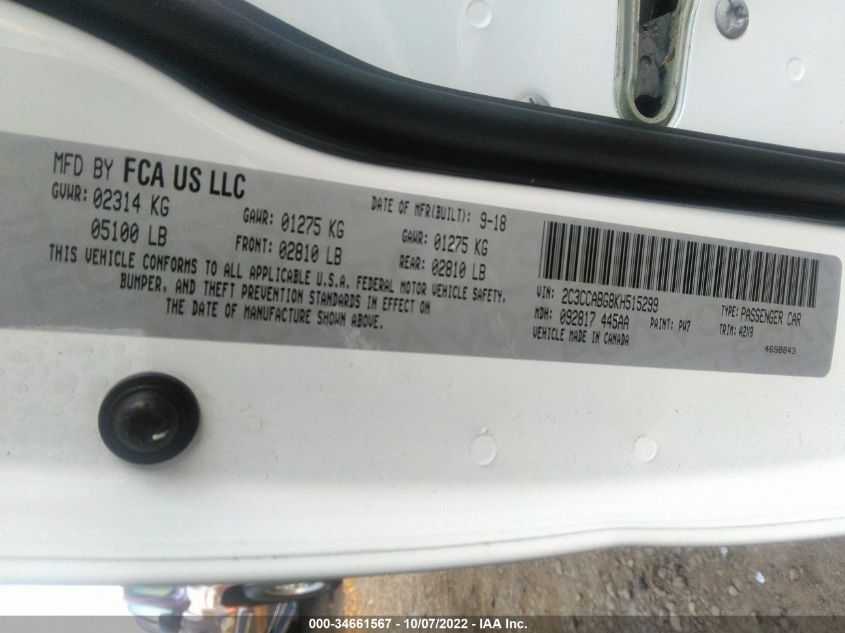 MFD BY FCA US LLC
DATE OF MFR(BUILT): 9-18
GVWR: 02314 KG
GAWR: 01275 KG
GAWR: 01275 KG
05100 LB
FRONT: 02810 LB
REAR: 02810 LB
THIS VEHICLE CONFORMS TO ALL APPLICABLE U.S.A. FEDERAL MOTOR VEHICLE SAFETY,
BUMPER, AND THEFT PREVENTION STANDARDS IN EFFECT ON
THE DATE OF MANUFACTURE SHOWN ABOVE.
VIN: 2C3CCABG8KH515299
TYPE: PASSENGER CAR
MDH: 092817 445AA
PAINT: PW7
TRIM: A2X9
VEHICLE MADE IN CANADA
4658843
000-34661567 - 10/07/2022 - IAA Inc.